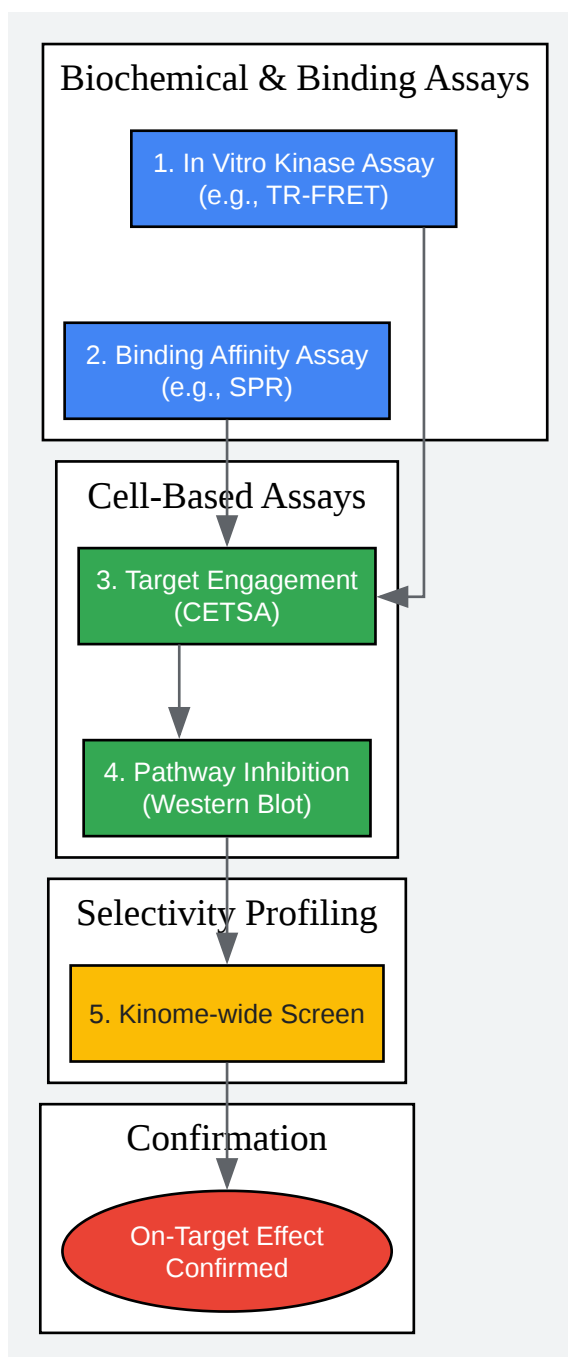 Biochemical & Binding Assays
1. In Vitro Kinase Assay
(e.g., TR-FRET)
2. Binding Affinity Assay
(e.g., SPR)
Cell-Based Assays
3. Target Engagement
(CETSA)
4. Pathway Inhibition
(Western Blot)
Selectivity Profiling
5. Kinome-wide Screen
Confirmation
On-Target Effect
Confirmed